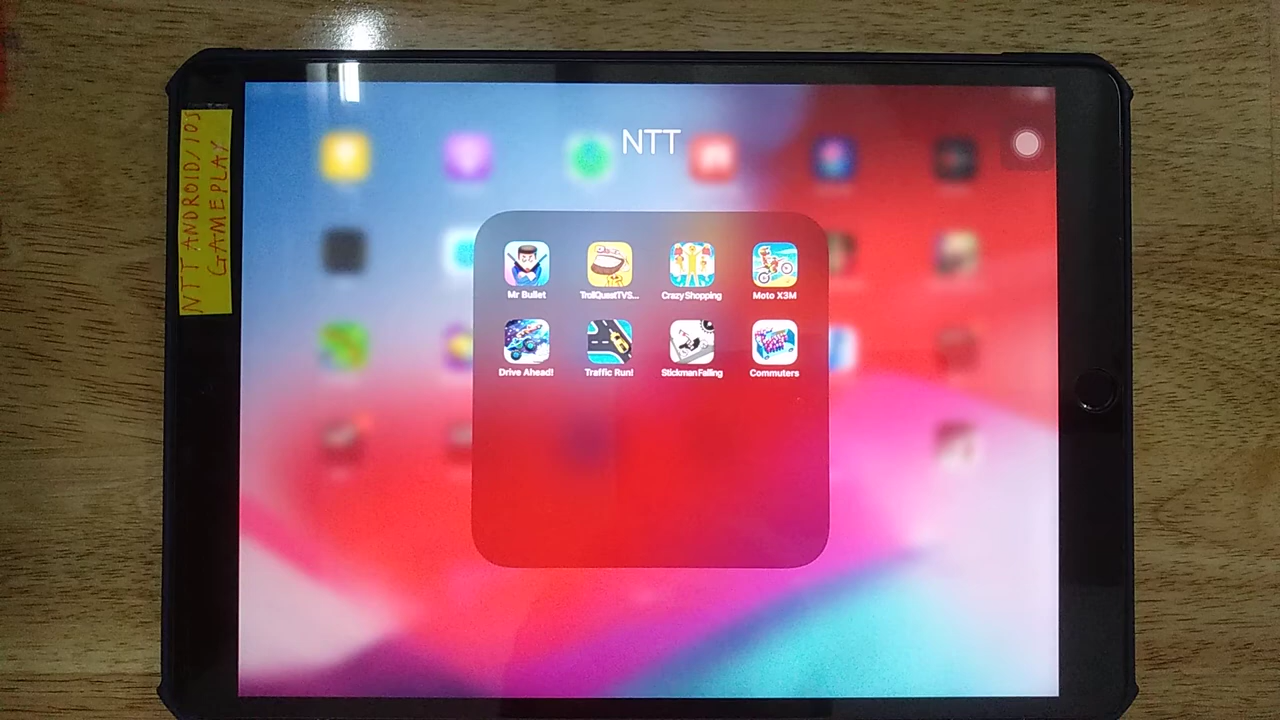 NTT ANDROID/IOS
GAMEPLAY
NTT
Mr Bullet
TrollQuestTVS...
Crazy Shopping
Moto X3M
Drive Ahead!
Traffic Run!
Stickman Falling
Commuters